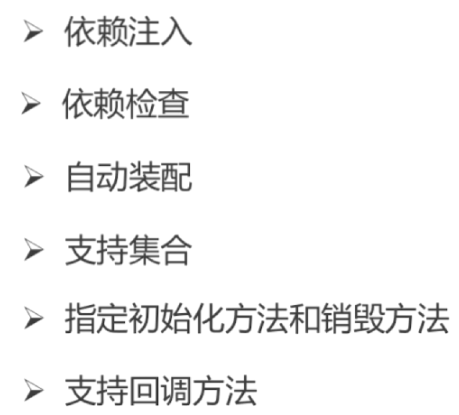 ➢ 依赖注入
➢ 依赖检查
➢ 自动装配
➢ 支持集合
➢ 指定初始化方法和销毁方法
➢ 支持回调方法